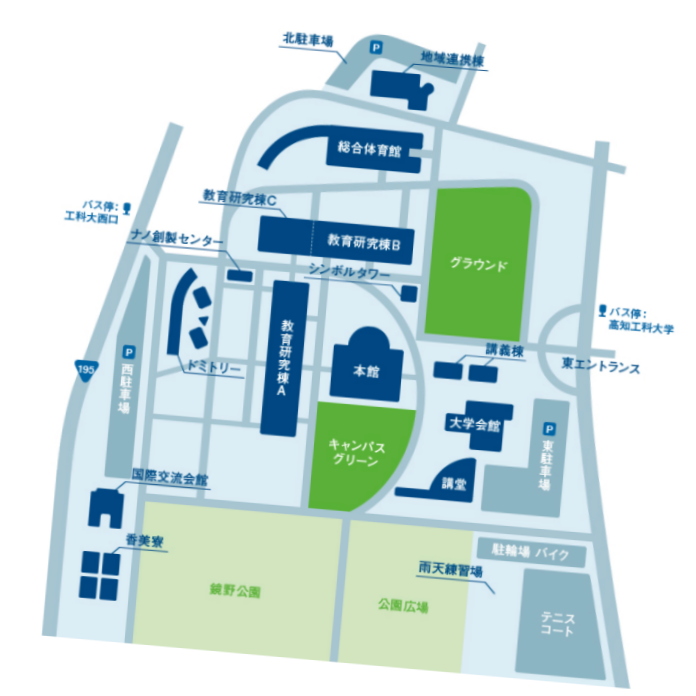 北駐車場
P
地域連携棟
総合体育館
教育研究棟C
バス停：
工科大西口
教育研究棟B
ナノ創製センター
シンボルタワー
グラウンド
バス停：
高知工科大学
教育研究棟A
本館
講義棟
東エントランス
195
P
西駐車場
ドミトリー
大学会館
P
東駐車場
キャンパス
グリーン
講堂
国際交流会館
香美寮
駐輪場 バイク
雨天練習場
鏡野公園
公園広場
テニス
コート